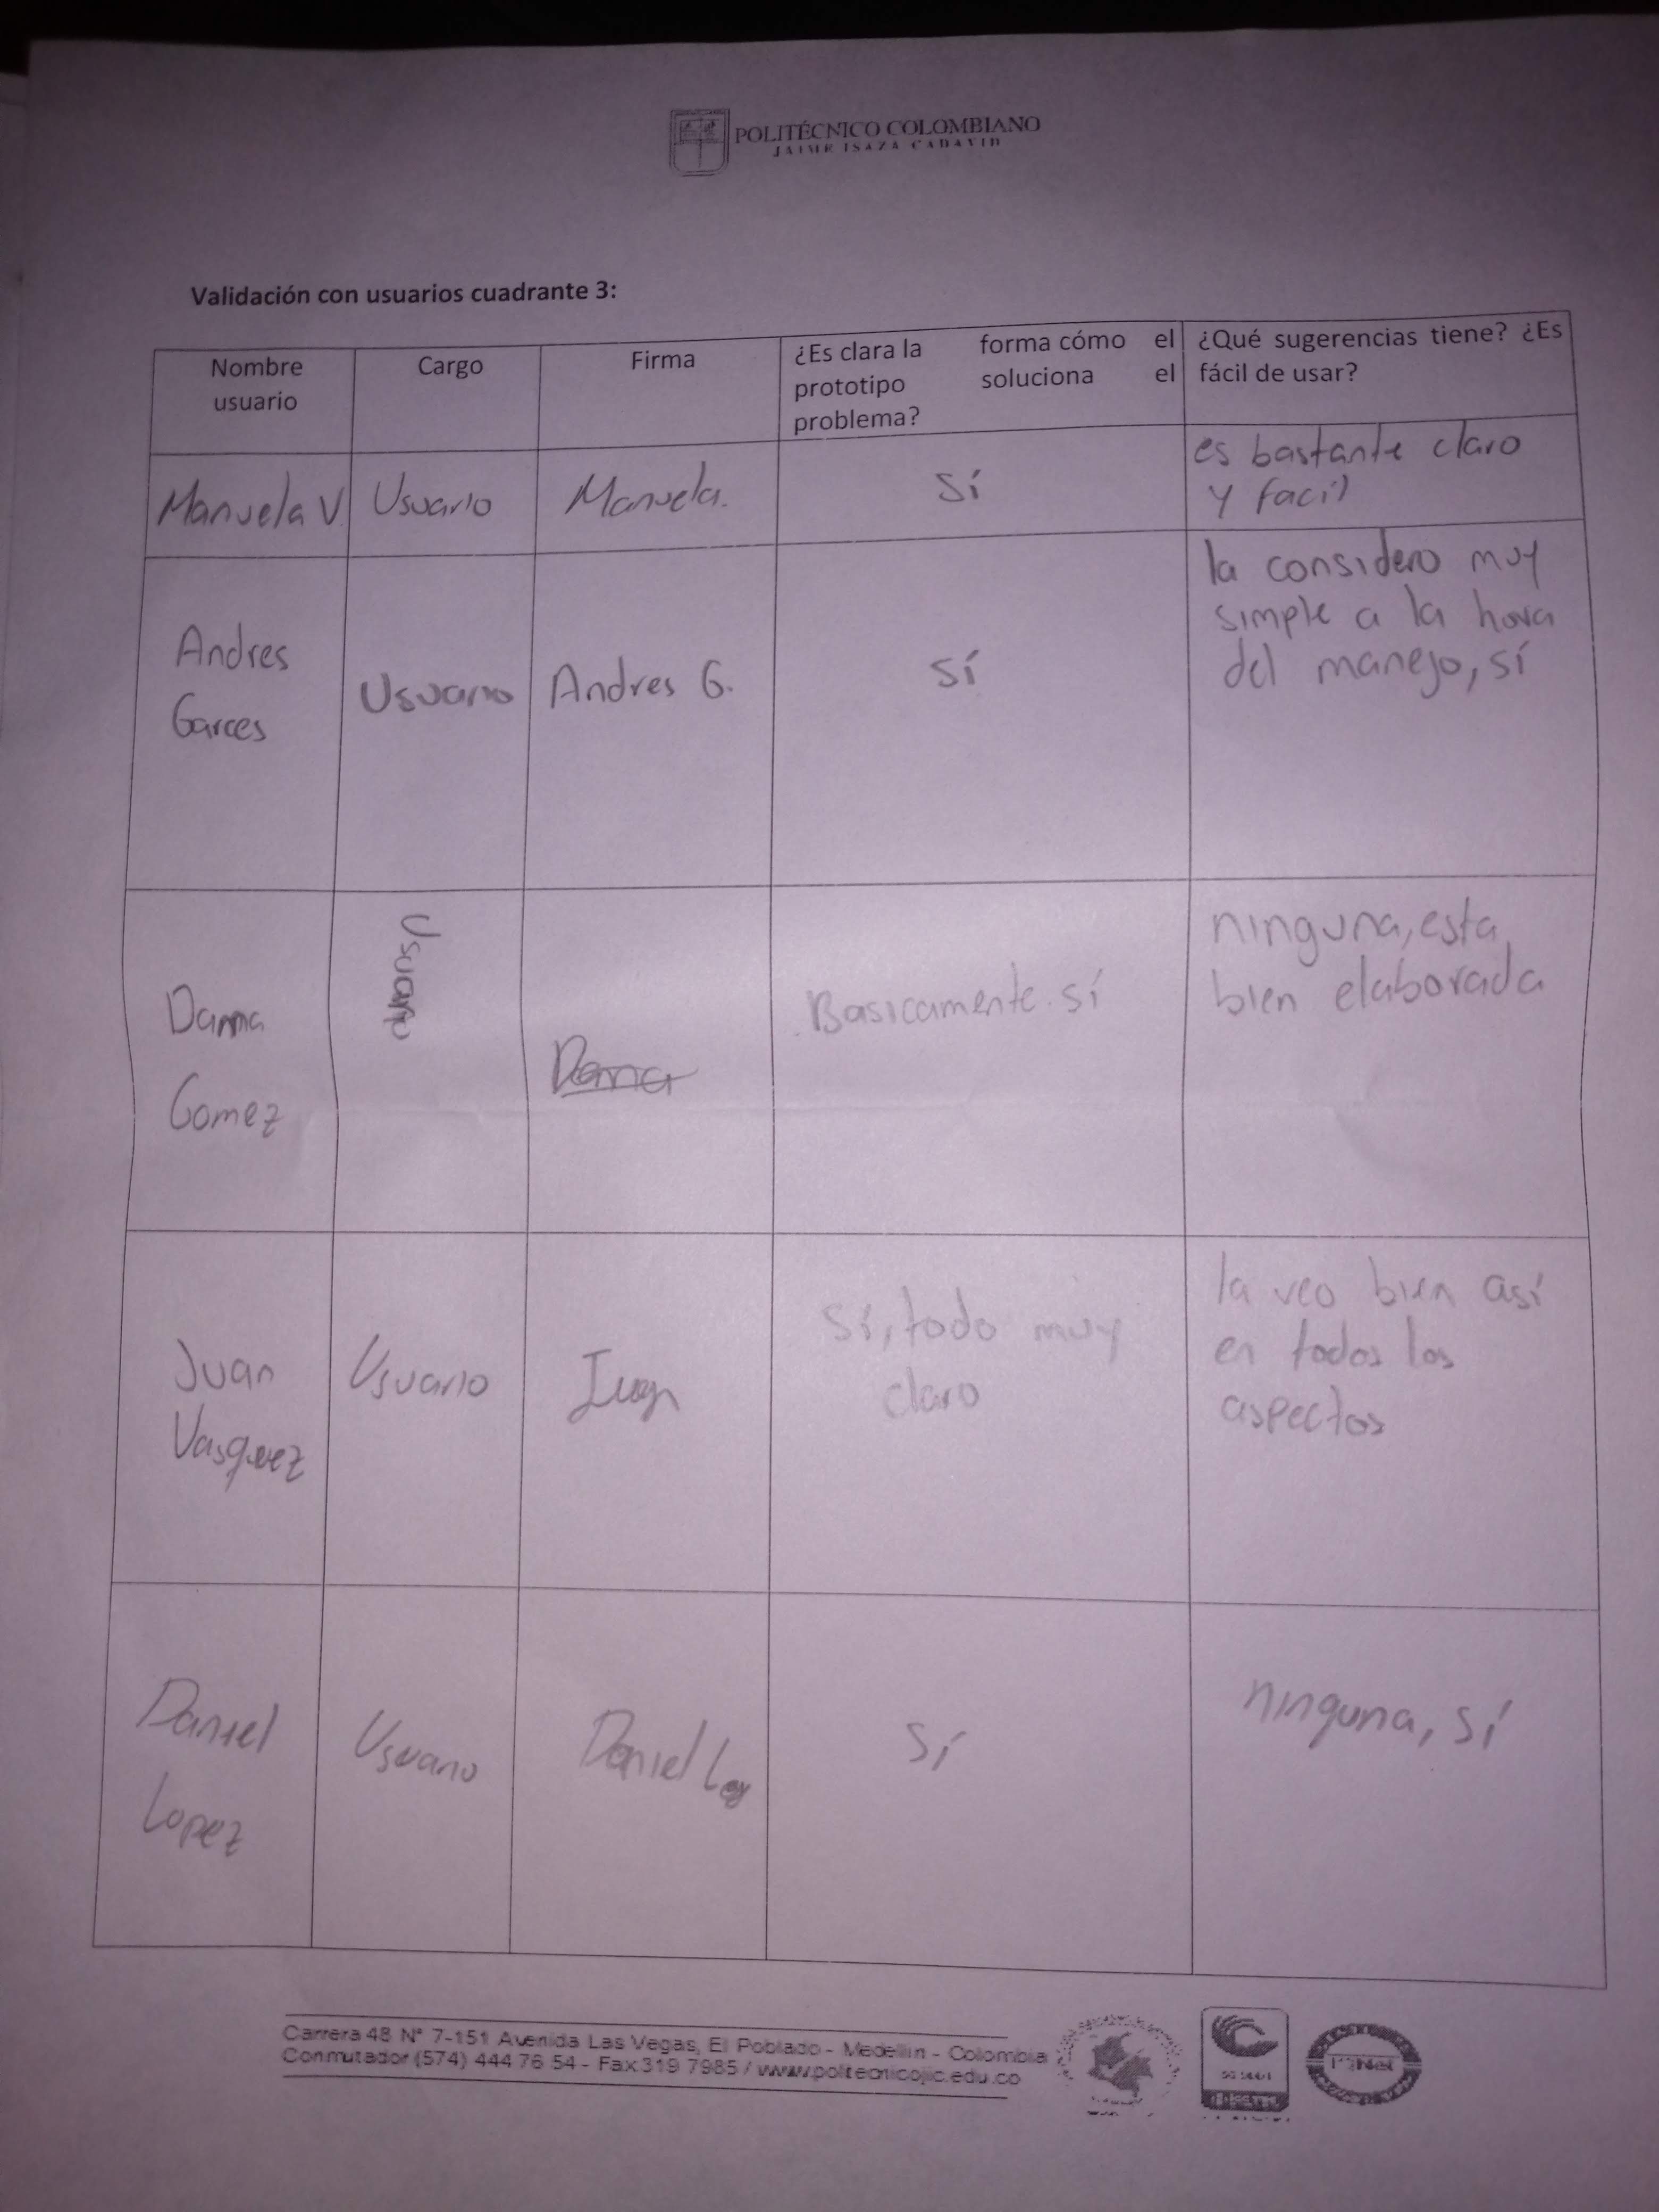 POLITÉCNICO COLOMBIANO
JAIME ISAZA CADAVID
Validación con usuarios cuadrante 3:
Nombre
usuario
Cargo
Firma
¿Es clara la forma cómo el
prototipo soluciona el
problema?
¿Qué sugerencias tiene? ¿Es
fácil de usar?
Manuela V.
Usuario
Manuela.
Sí
es bastante claro
y facil
Andres
Garces
Usuario
Andres G.
Sí
la considero muy
simple a la hora
del manejo, sí
Danna
Gomez
Usuario
Danna
Basicamente sí
ninguna, esta
bien elaborada
Juan
Vasquez
Usuario
Juan
Sí, todo muy
claro
la veo bien así
en todos los
aspectos
Daniel
Lopez
Usuario
Daniel
Sí
ninguna, sí
Carrera 48 N° 7-151 Avenida Las Vegas, El Poblado - Medellín - Colombia
Conmutador (574) 444 76 54 - Fax:319 7985 / www.politecnicojic.edu.co
IQNet